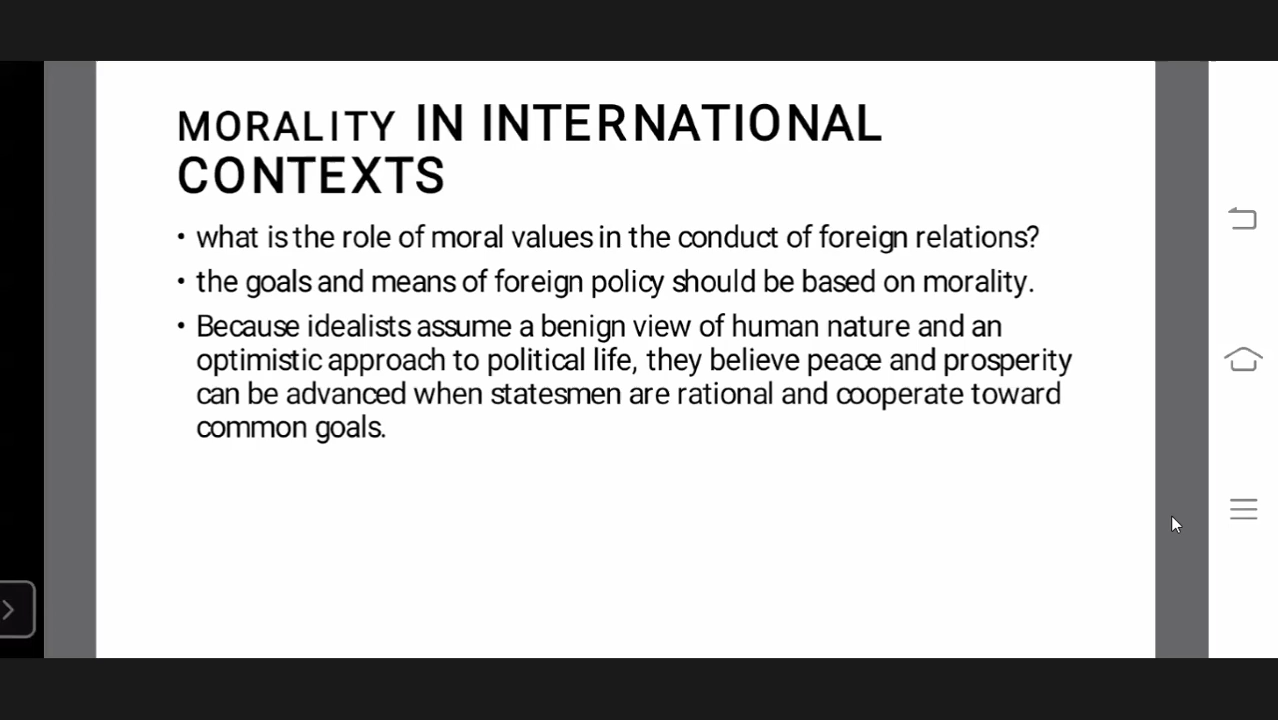 MORALITY IN INTERNATIONAL
CONTEXTS
• what is the role of moral values in the conduct of foreign relations?
• the goals and means of foreign policy should be based on morality.
• Because idealists assume a benign view of human nature and an
optimistic approach to political life, they believe peace and prosperity
can be advanced when statesmen are rational and cooperate toward
common goals.